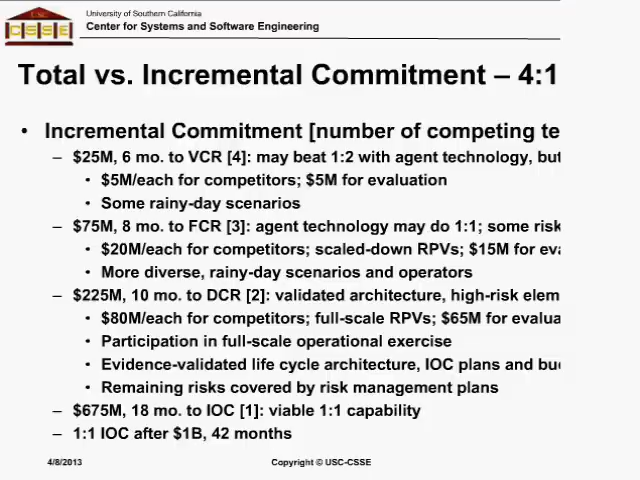 University of Southern California
Center for Systems and Software Engineering
USC
CSSE
Total vs. Incremental Commitment – 4:1
• Incremental Commitment [number of competing te
– $25M, 6 mo. to VCR [4]: may beat 1:2 with agent technology, but
• $5M/each for competitors; $5M for evaluation
• Some rainy-day scenarios
– $75M, 8 mo. to FCR [3]: agent technology may do 1:1; some risk
• $20M/each for competitors; scaled-down RPVs; $15M for eva
• More diverse, rainy-day scenarios and operators
– $225M, 10 mo. to DCR [2]: validated architecture, high-risk elem
• $80M/each for competitors; full-scale RPVs; $65M for evalua
• Participation in full-scale operational exercise
• Evidence-validated life cycle architecture, IOC plans and bu
• Remaining risks covered by risk management plans
– $675M, 18 mo. to IOC [1]: viable 1:1 capability
– 1:1 IOC after $1B, 42 months
4/8/2013
Copyright © USC-CSSE